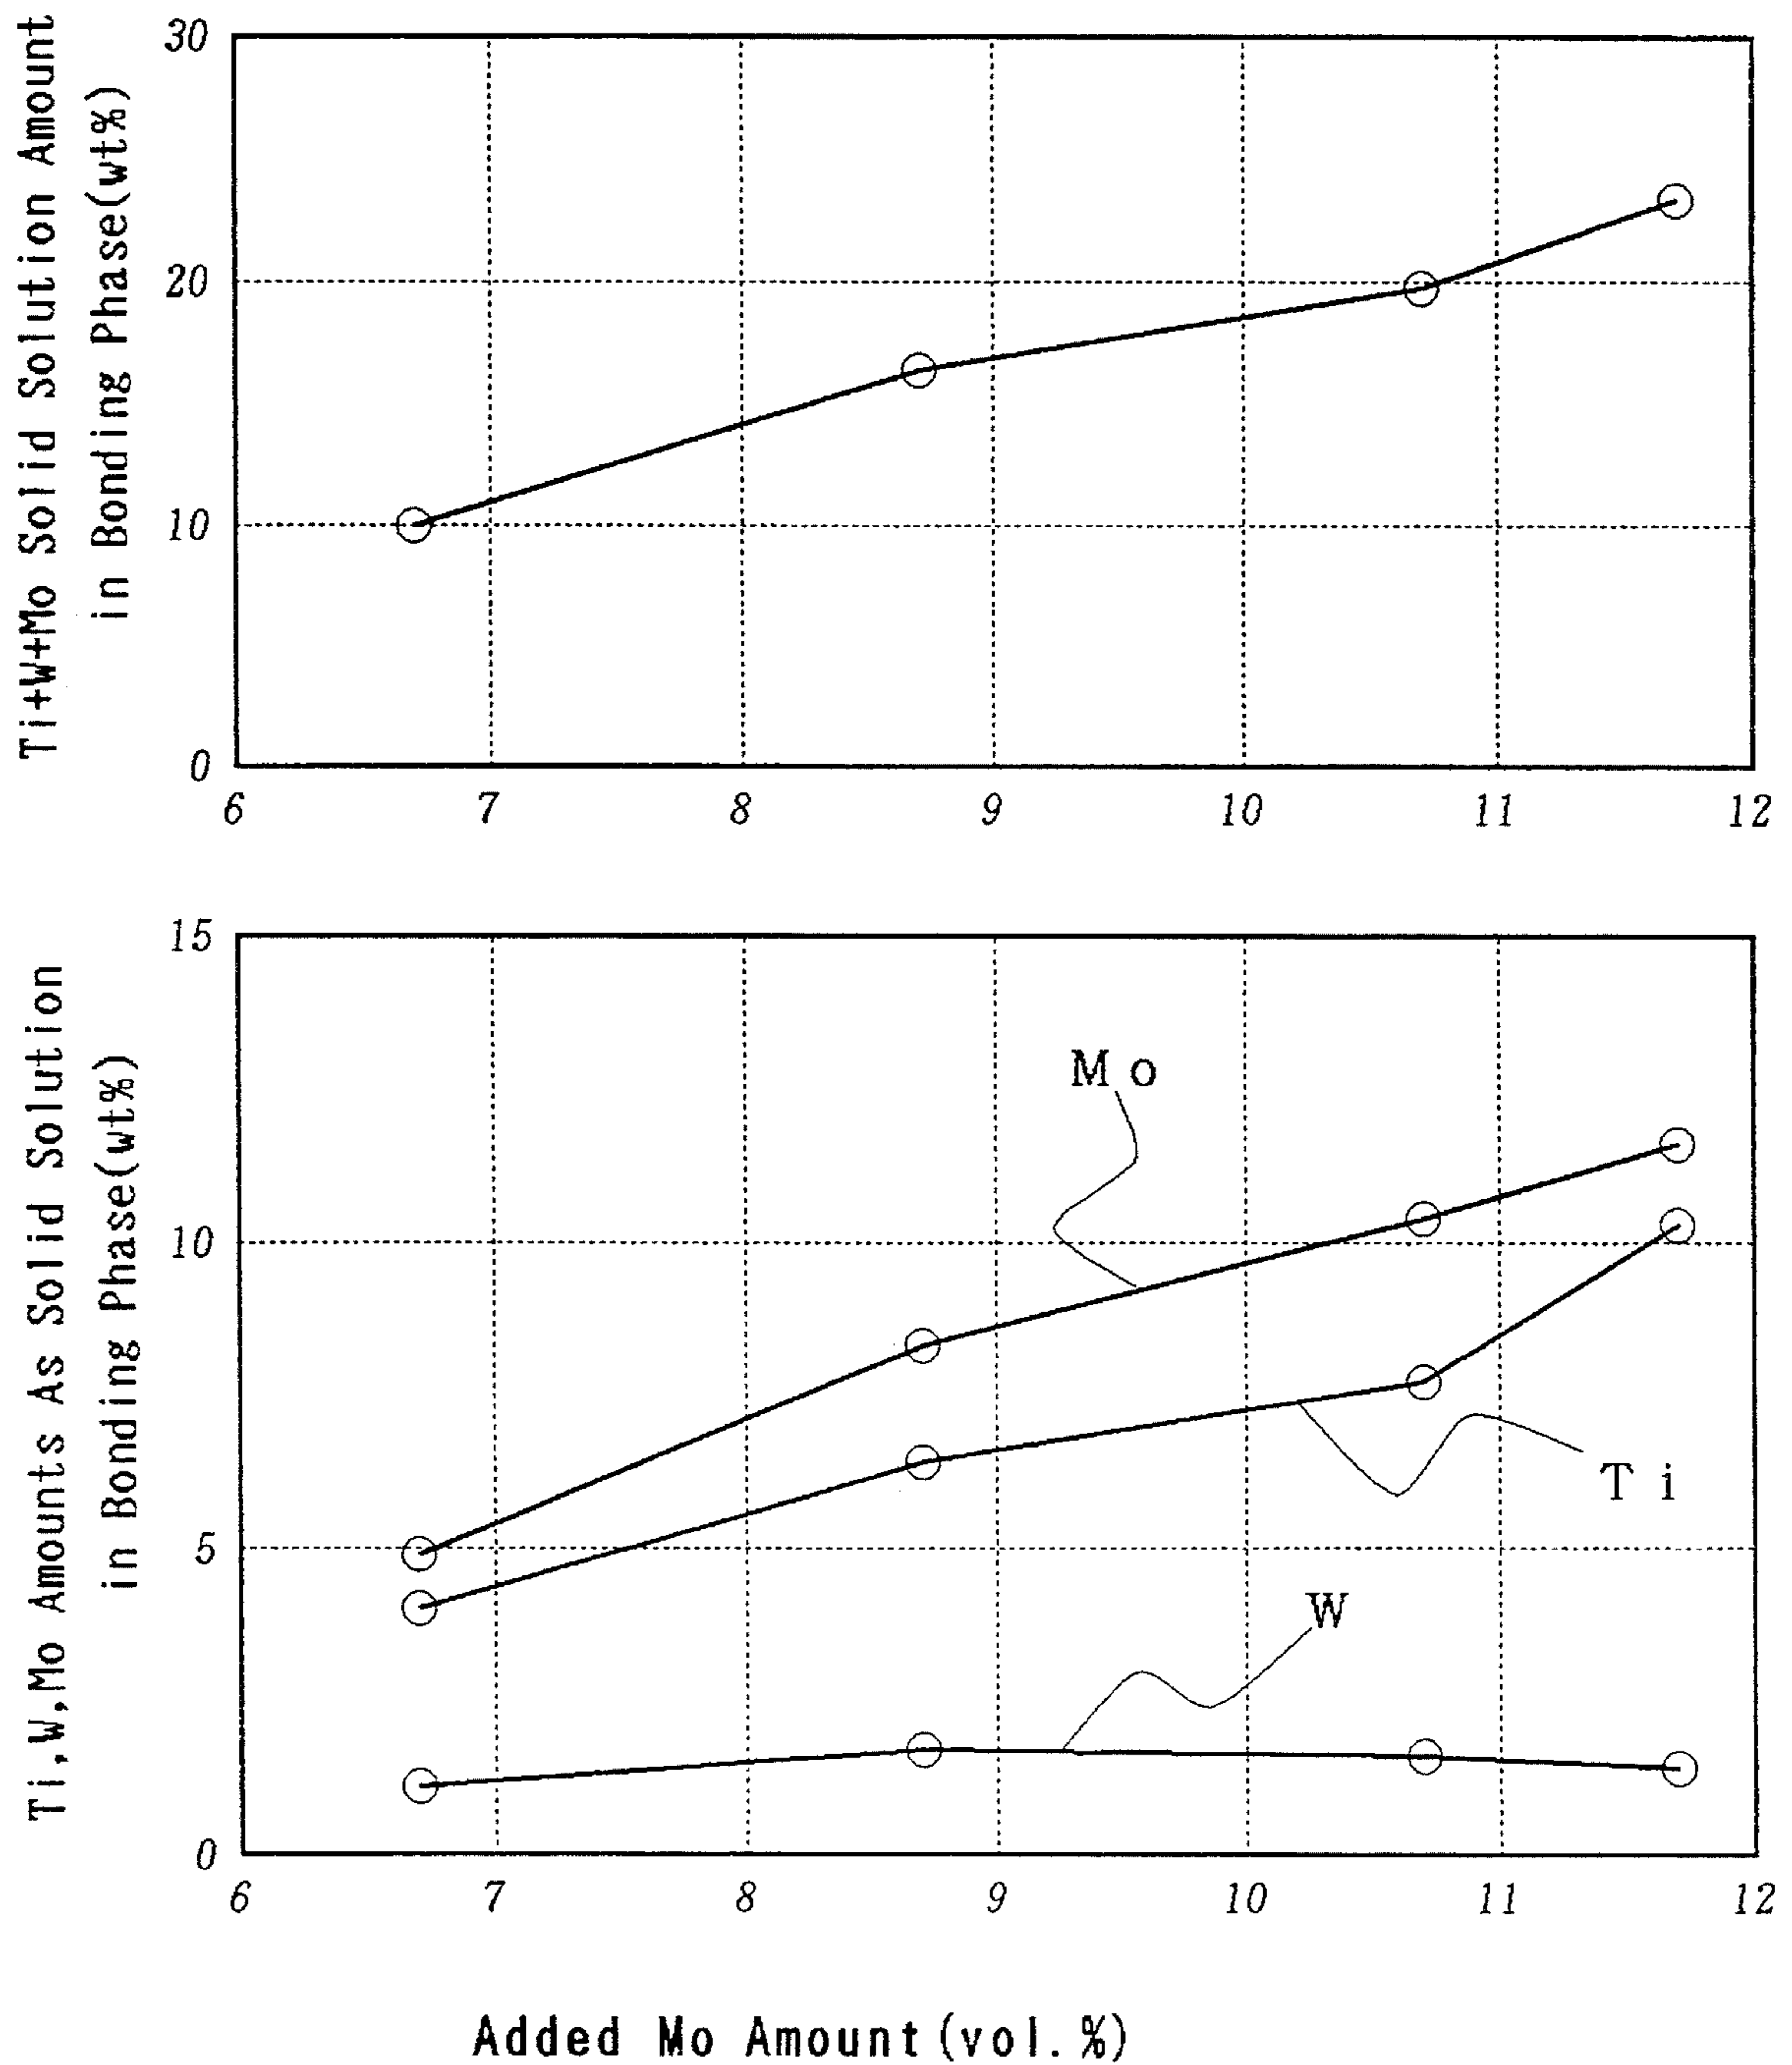 Ti+W+Mo Solid Solution Amount
in Bonding Phase(wt%)
30
20
10
0
6 7 8 9 10 11 12
Ti,W,Mo Amounts As Solid Solution
in Bonding Phase(wt%)
15
Mo
10
Ti
5
W
0
6 7 8 9 10 11 12
Added Mo Amount(vol.%)